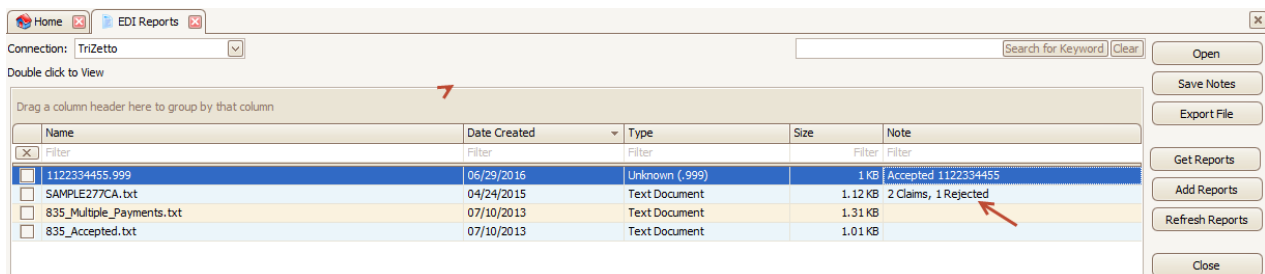 Home EDI Reports
Connection: TriZetto Search for Keyword Clear Open
Double click to View
Save Notes
Drag a column header here to group by that column
Export File
Name Date Created Type Size Note
Filter Filter Filter Filter Filter
Get Reports
1122334455.999 06/29/2016 Unknown (.999) 1 KB Accepted 1122334455
SAMPLE277CA.txt 04/24/2015 Text Document 1.12 KB 2 Claims, 1 Rejected
Add Reports
835_Multiple_Payments.txt 07/10/2013 Text Document 1.31 KB
Refresh Reports
835_Accepted.txt 07/10/2013 Text Document 1.01 KB
Close